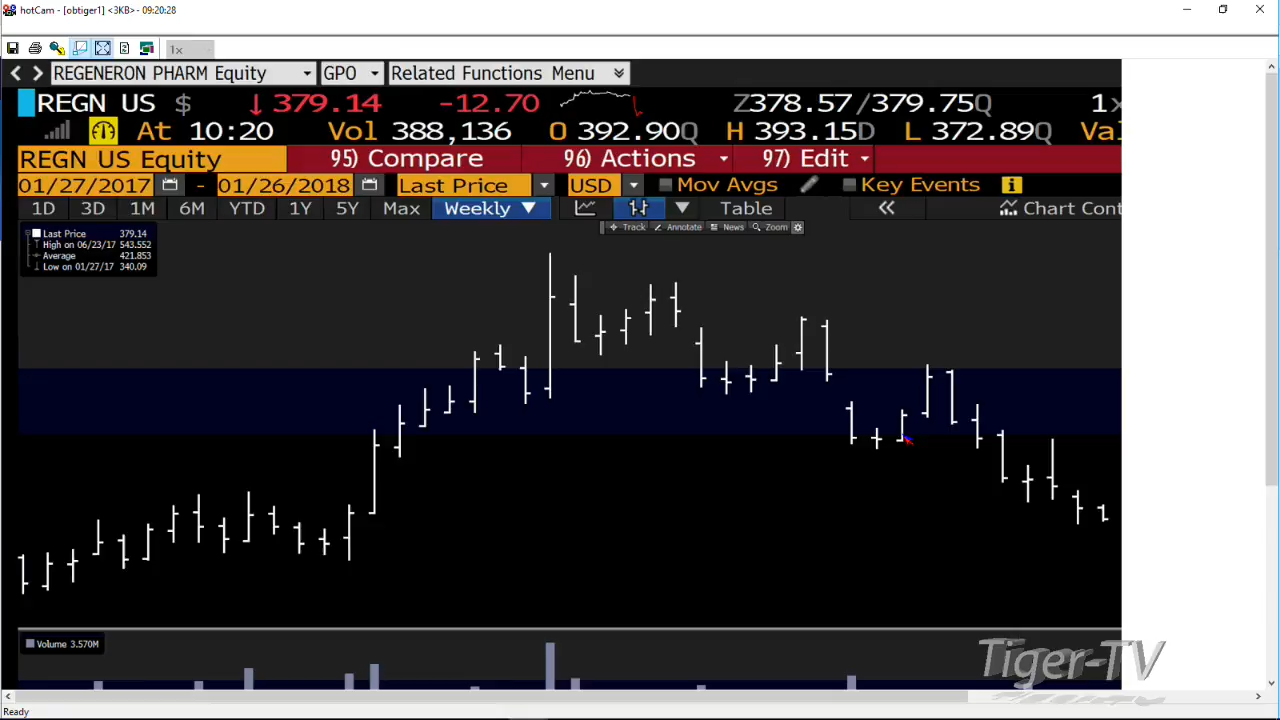 hotCam - [obtiger1] <3KB> - 09:20:28
1x
REGENERON PHARM Equity GPO Related Functions Menu
REGN US $ ↓ 379.14 -12.70 Z378.57/379.75Q 1x
At 10:20 Vol 388,136 O 392.90Q H 393.15D L 372.89Q Val
REGN US Equity 95) Compare 96) Actions 97) Edit
01/27/2017 - 01/26/2018 Last Price USD Mov Avgs Key Events
1D 3D 1M 6M YTD 1Y 5Y Max Weekly ▼ Table « Chart Cont
Track Annotate News Zoom
Last Price 379.14
High on 06/23/17 543.552
Average 421.853
Low on 01/27/17 340.09
Volume 3.570M
Tiger-TV
Ready